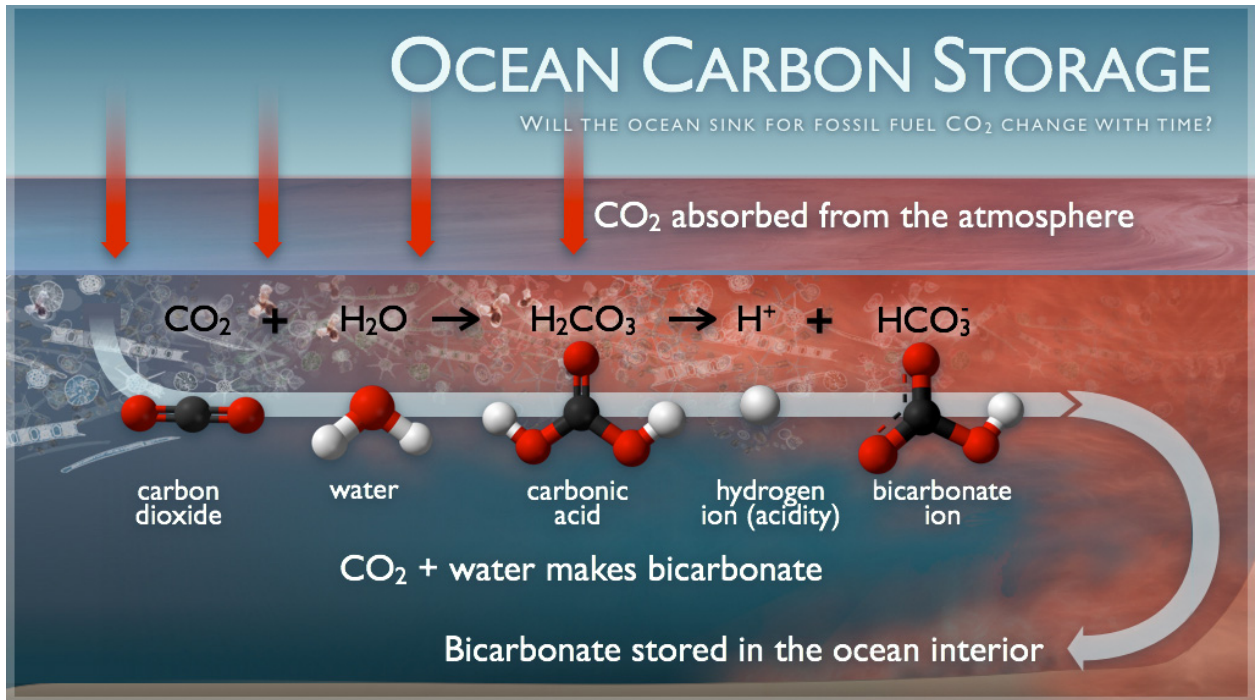 OCEAN CARBON STORAGE
WILL THE OCEAN SINK FOR FOSSIL FUEL CO₂ CHANGE WITH TIME?
CO₂ absorbed from the atmosphere
CO₂ + H₂O → H₂CO₃ → H⁺ + HCO₃⁻
carbon dioxide
water
carbonic acid
hydrogen ion (acidity)
bicarbonate ion
CO₂ + water makes bicarbonate
Bicarbonate stored in the ocean interior